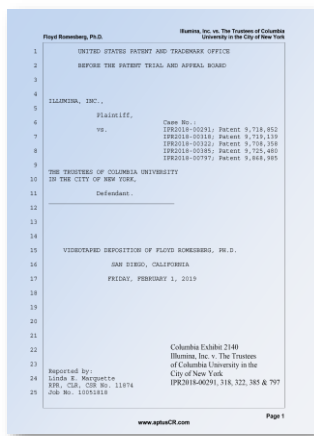 Floyd Romesberg, Ph.D.
Illumina, Inc. vs. The Trustees of Columbia
University in the City of New York
1 UNITED STATES PATENT AND TRADEMARK OFFICE
2 BEFORE THE PATENT TRIAL AND APPEAL BOARD
3
4
5 ILLUMINA, INC.,
6 Plaintiff,
7 vs. Case No.:
IPR2018-00291; Patent 9,718,852
IPR2018-00318; Patent 9,719,139
IPR2018-00322; Patent 9,708,358
8 IPR2018-00385; Patent 9,725,480
IPR2018-00797; Patent 9,868,985
9 THE TRUSTEES OF COLUMBIA UNIVERSITY
10 IN THE CITY OF NEW YORK,
11 Defendant.
12
13
14
15 VIDEOTAPED DEPOSITION OF FLOYD ROMESBERG, PH.D.
16 SAN DIEGO, CALIFORNIA
17 FRIDAY, FEBRUARY 1, 2019
18
19
20
21
22 Columbia Exhibit 2140
Illumina, Inc. v. The Trustees
23 of Columbia University in the
City of New York
IPR2018-00291, 318, 322, 385 & 797
Reported by:
24 Linda E. Marquette
RPR, CLR, CSR No. 11874
25 Job No. 10051818
Page 1
www.aptusCR.com